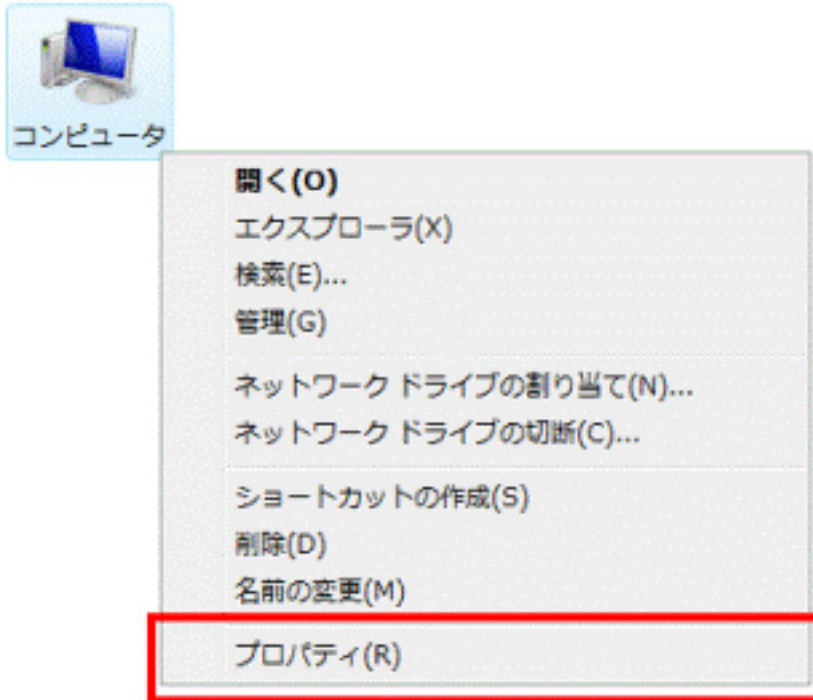 コンピュータ
開く(O)
エクスプローラ(X)
検索(E)...
管理(G)
ネットワーク ドライブの割り当て(N)...
ネットワーク ドライブの切断(C)...
ショートカットの作成(S)
削除(D)
名前の変更(M)
プロパティ(R)